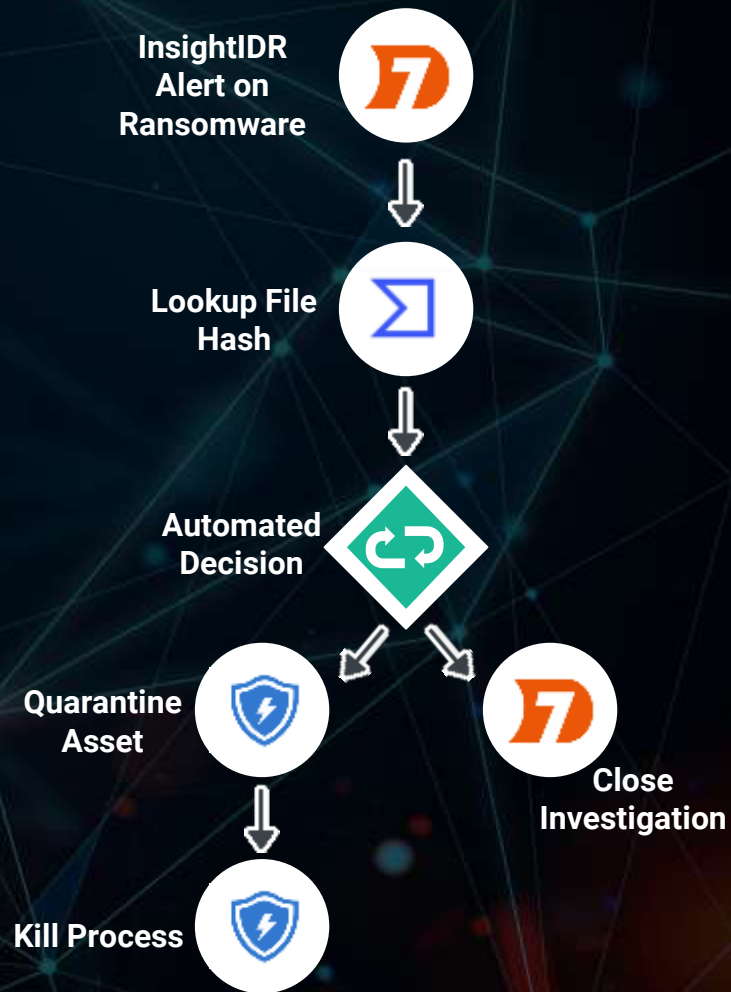 InsightIDR
Alert on
Ransomware
Lookup File
Hash
Automated
Decision
Quarantine
Asset
Close
Investigation
Kill Process